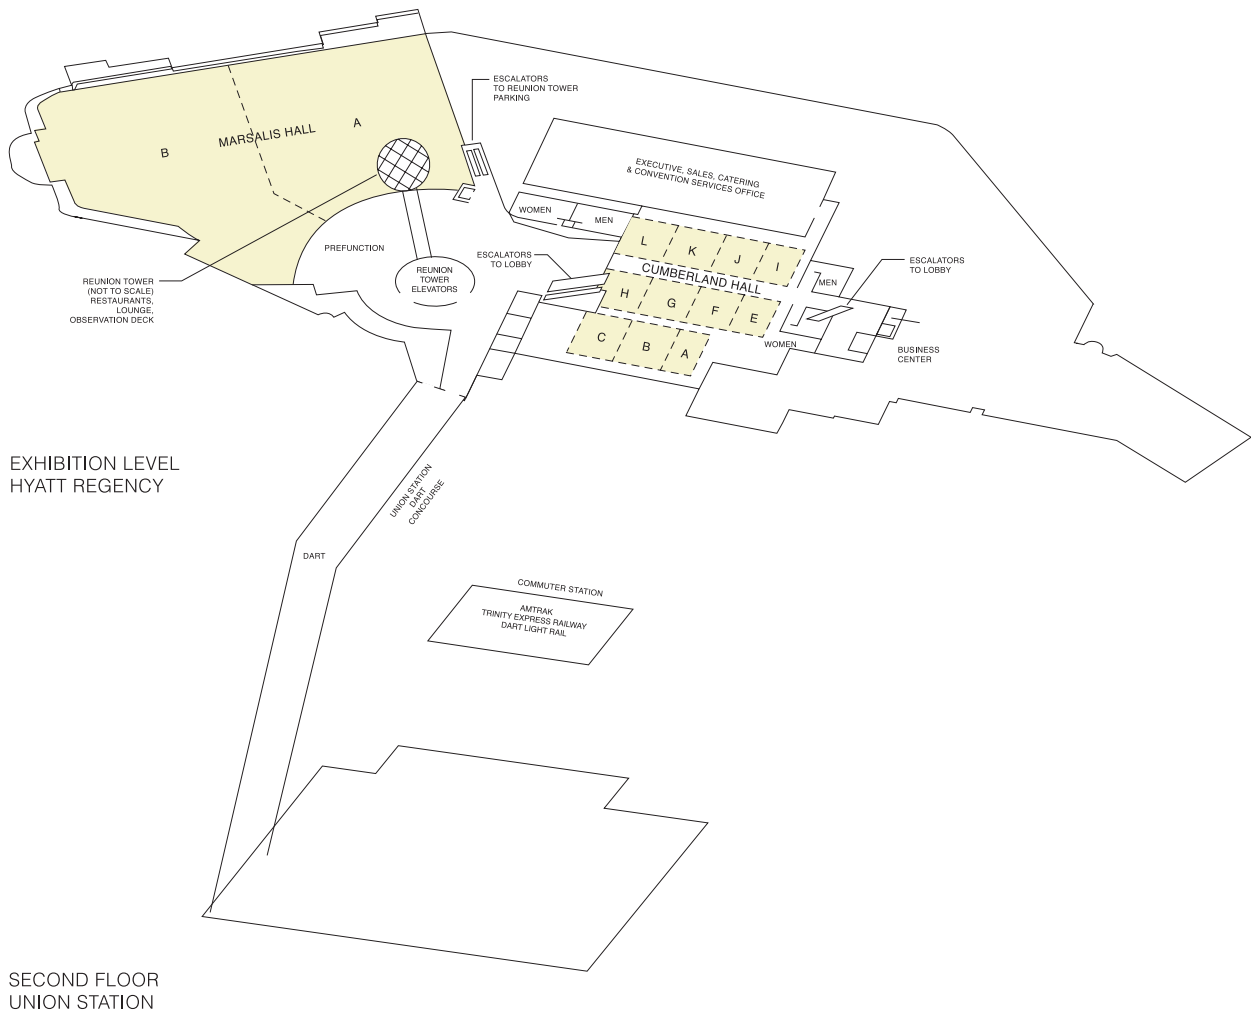 ESCALATORS
TO REUNION TOWER
PARKING
MARSALIS HALL
A
B
EXECUTIVE, SALES, CATERING
& CONVENTION SERVICES OFFICE
WOMEN
MEN
L
K
J
I
CUMBERLAND HALL
H
G
F
E
C
B
A
PREFUNCTION
ESCALATORS
TO LOBBY
ESCALATORS
TO LOBBY
MEN
WOMEN
BUSINESS
CENTER
REUNION
TOWER
ELEVATORS
REUNION TOWER
(NOT TO SCALE)
RESTAURANTS,
LOUNGE,
OBSERVATION DECK
EXHIBITION LEVEL
HYATT REGENCY
UNION STATION
DART
CONCOURSE
DART
COMMUTER STATION
AMTRAK
TRINITY EXPRESS RAILWAY
DART LIGHT RAIL
SECOND FLOOR
UNION STATION